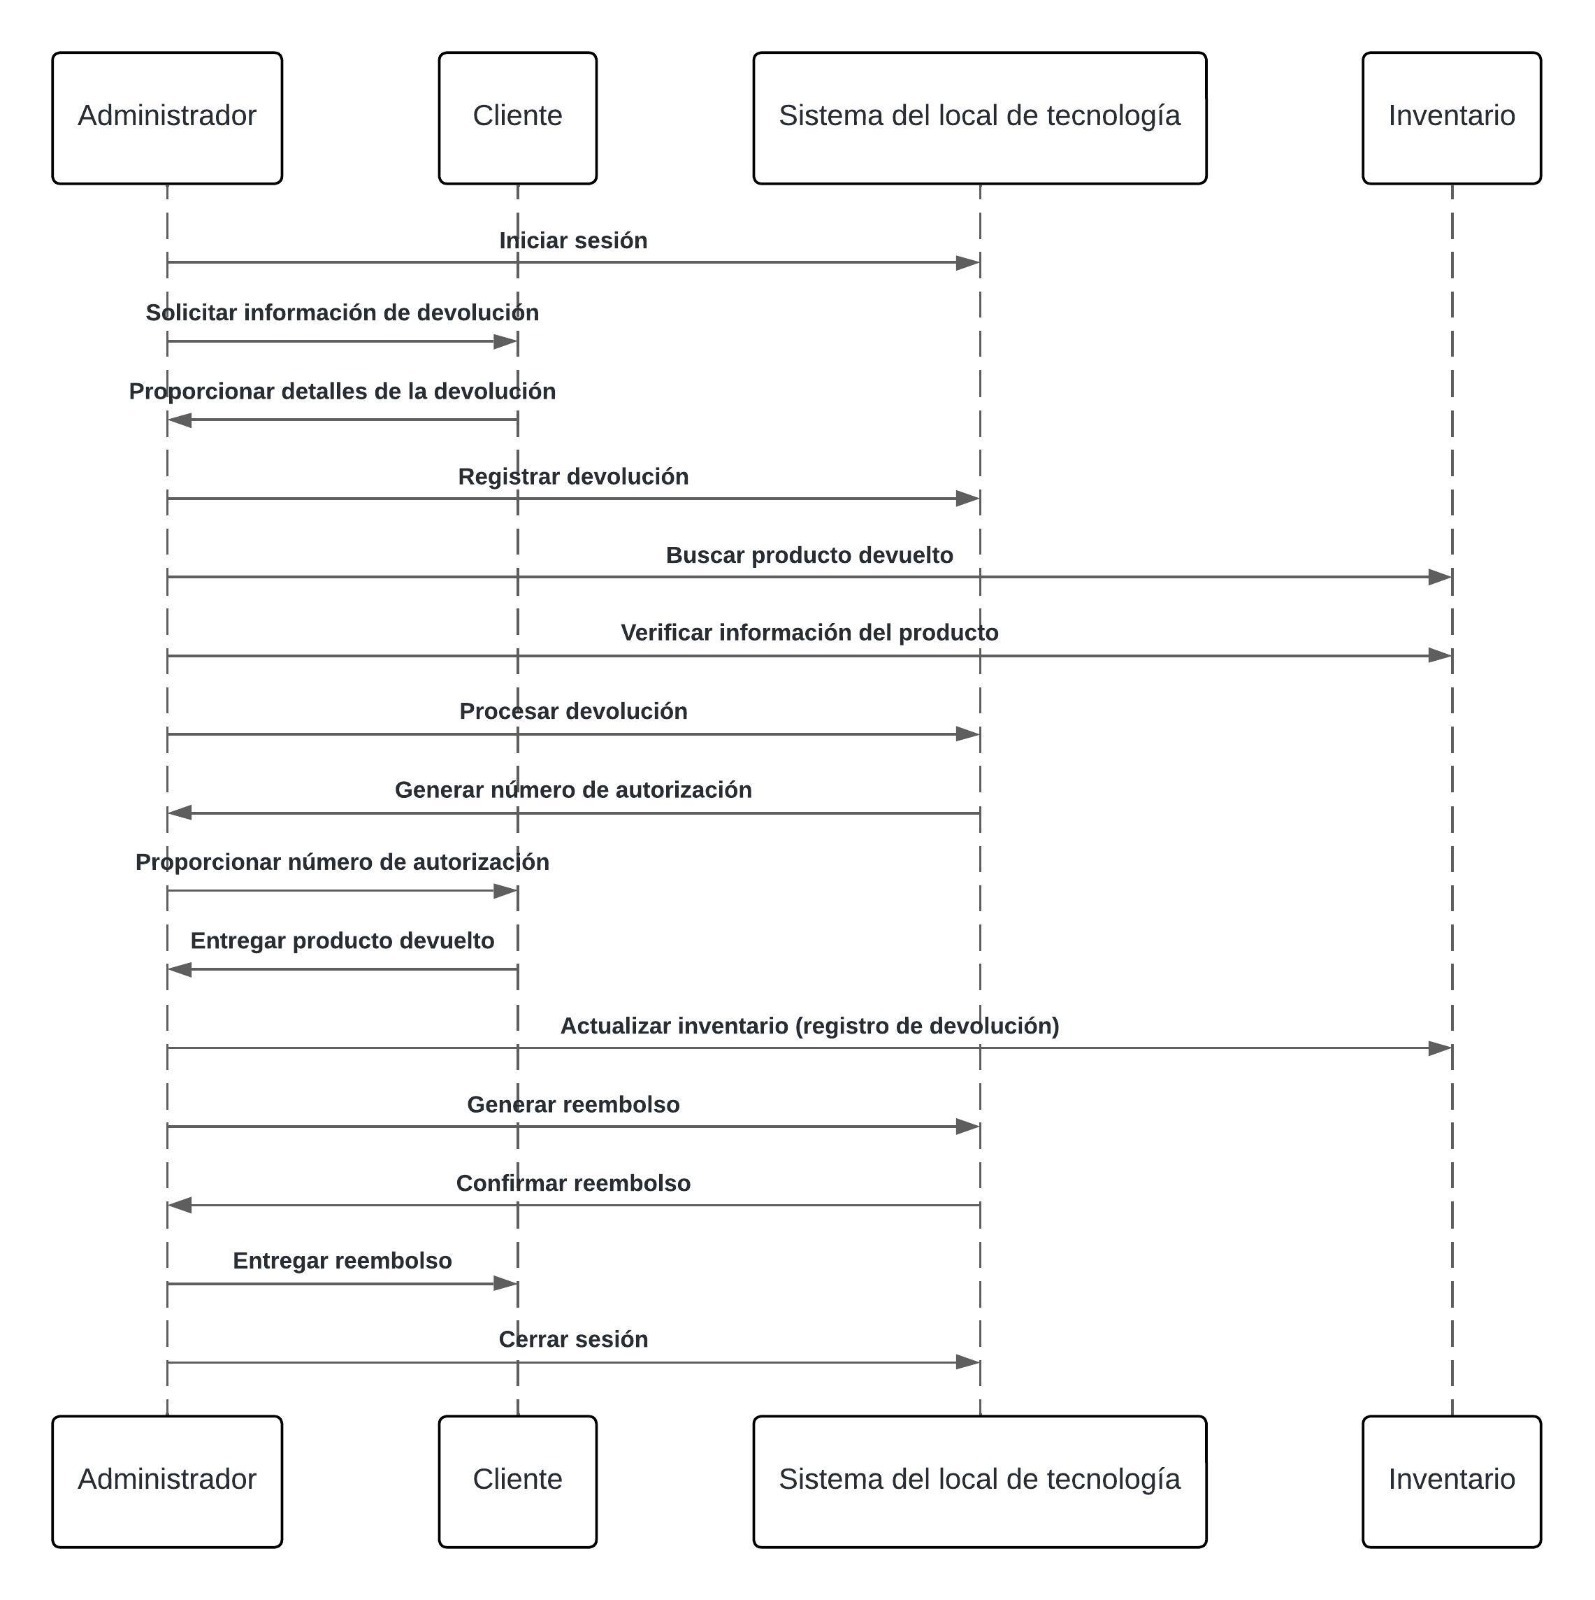 Administrador
Cliente
Sistema del local de tecnología
Inventario
Iniciar sesión
Solicitar información de devolución
Proporcionar detalles de la devolución
Registrar devolución
Buscar producto devuelto
Verificar información del producto
Procesar devolución
Generar número de autorización
Proporcionar número de autorización
Entregar producto devuelto
Actualizar inventario (registro de devolución)
Generar reembolso
Confirmar reembolso
Entregar reembolso
Cerrar sesión
Administrador
Cliente
Sistema del local de tecnología
Inventario